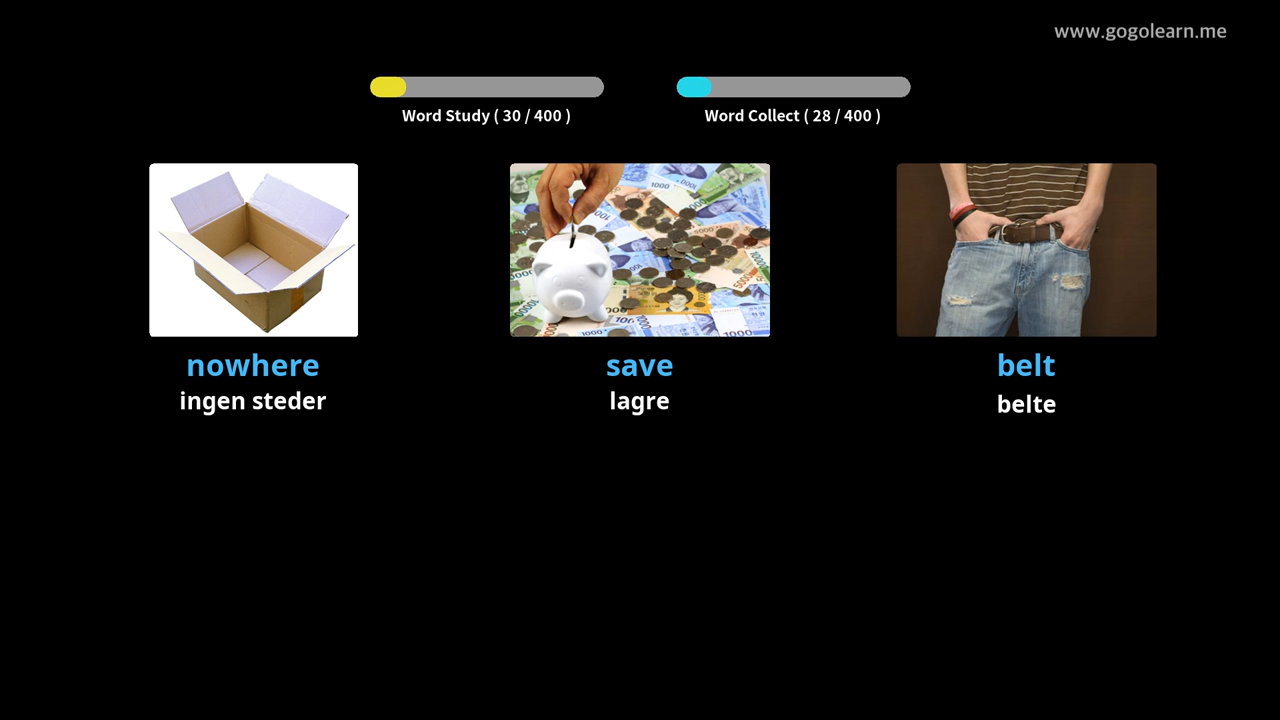 www.gogolearn.me
Word Study ( 30 / 400 )
Word Collect ( 28 / 400 )
nowhere
ingen steder
save
lagre
belt
belte